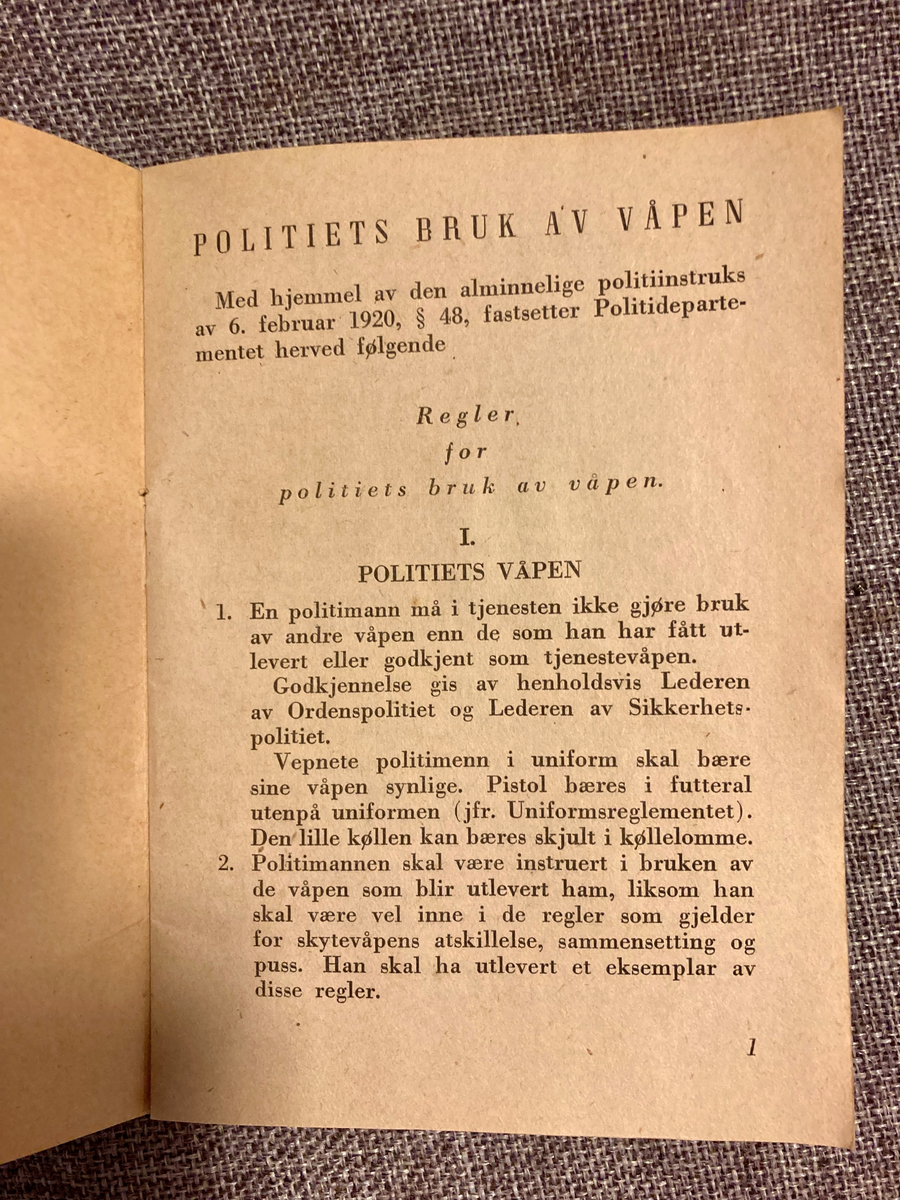 POLITIETS BRUK AV VÅPEN
Med hjemmel av den alminnelige politiinstruks
av 6. februar 1920, § 48, fastsetter Politideparte-
mentet herved følgende
Regler
for
politiets bruk av våpen.
I.
POLITIETS VÅPEN
1. En politimann må i tjenesten ikke gjøre bruk
av andre våpen enn de som han har fått ut-
levert eller godkjent som tjenestevåpen.
Godkjennelse gis av henholdsvis Lederen
av Ordenspolitiet og Lederen av Sikkerhets-
politiet.
Vepnete politimenn i uniform skal bære
sine våpen synlige. Pistol bæres i futteral
utenpå uniformen (jfr. Uniformsreglementet).
Den lille køllen kan bæres skjult i køllelomme.
2. Politimannen skal være instruert i bruken av
de våpen som blir utlevert ham, liksom han
skal være vel inne i de regler som gjelder
for skytevåpens atskillelse, sammensetting og
puss. Han skal ha utlevert et eksemplar av
disse regler.
1